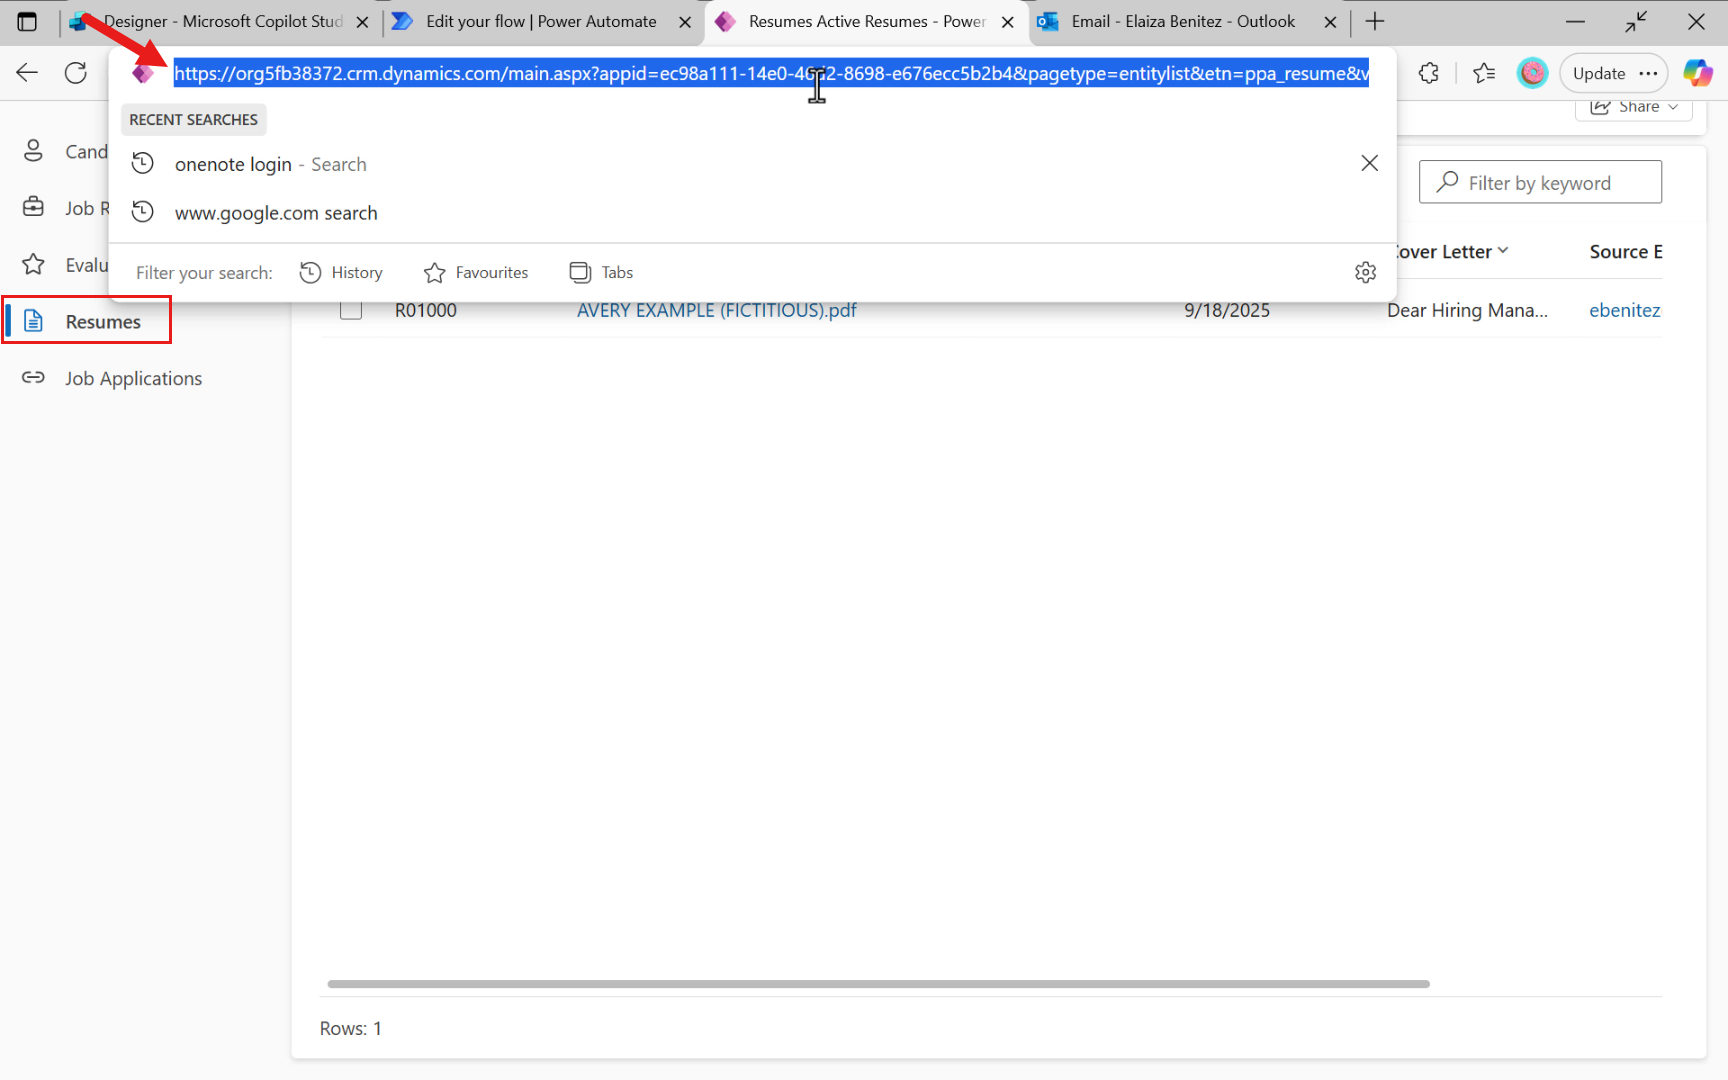 Designer - Microsoft Copilot Stud
Edit your flow | Power Automate
Resumes Active Resumes - Power
Email - Elaiza Benitez - Outlook
https://org5fb38372.crm.dynamics.com/main.aspx?appid=ec98a111-14e0-4 2-8698-e676ecc5b2b4&pagetype=entitylist&etn=ppa_resume&v
Update
RECENT SEARCHES
onenote login - Search
www.google.com search
Filter your search:
History
Favourites
Tabs
Share
Filter by keyword
Cand
Job R
Evalu
Resumes
Job Applications
over Letter
Source E
R01000
AVERY EXAMPLE (FICTITIOUS).pdf
9/18/2025
Dear Hiring Mana...
ebenitez
Rows: 1